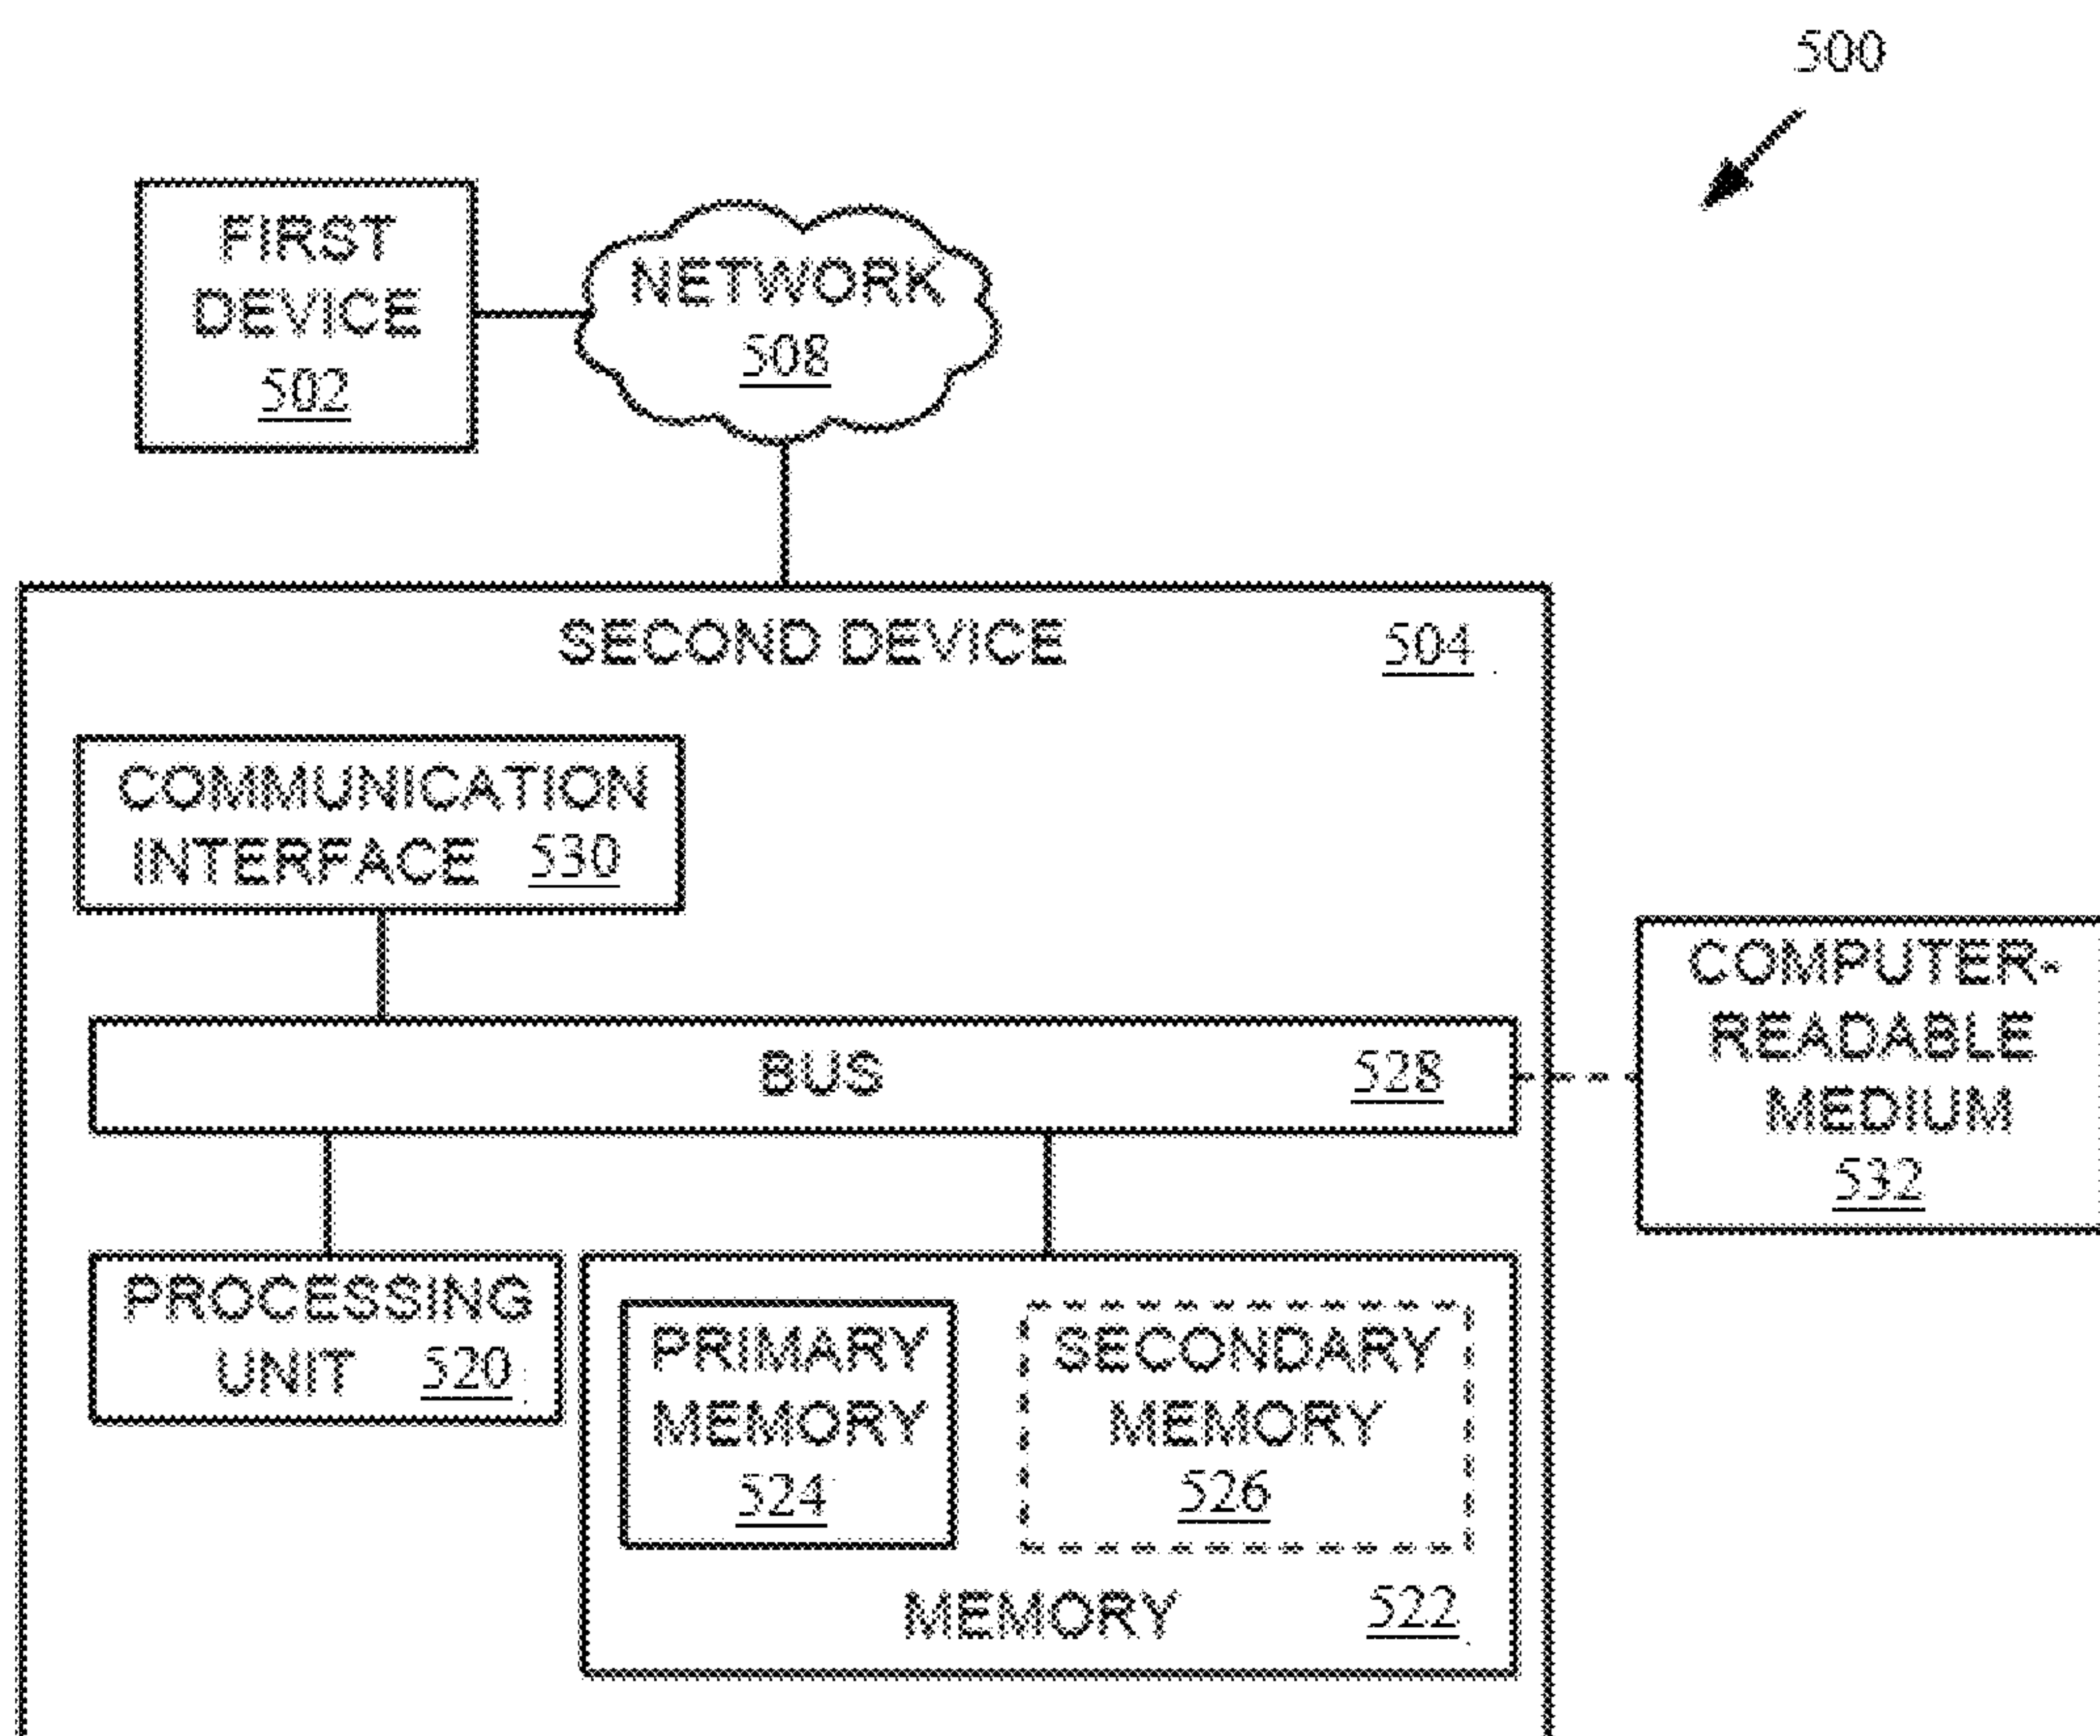 500
FIRST
DEVICE
502
NETWORK
508
SECOND DEVICE 504
COMMUNICATION
INTERFACE 530
BUS 528
COMPUTER-
READABLE
MEDIUM
532
PROCESSING
UNIT 520
PRIMARY
MEMORY
524
SECONDARY
MEMORY
526
MEMORY 522